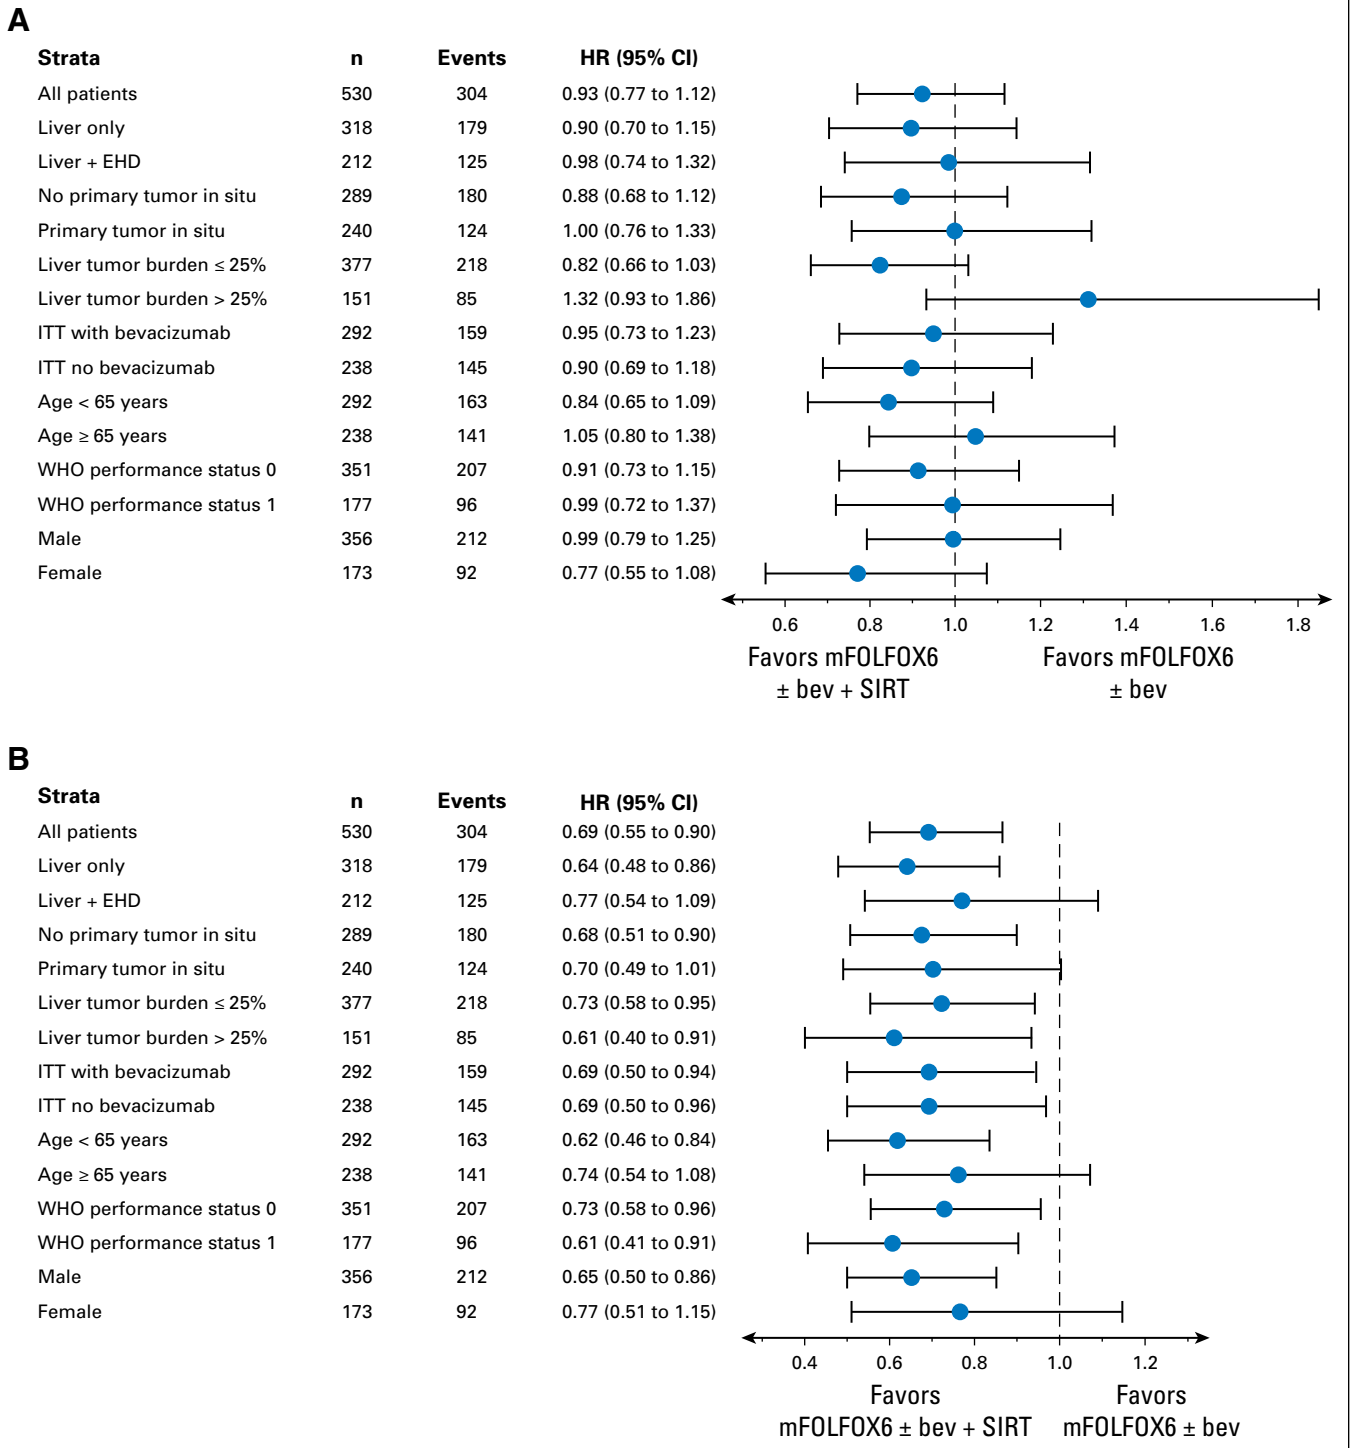 A
Strata n Events HR (95% CI)
All patients 530 304 0.93 (0.77 to 1.12)
Liver only 318 179 0.90 (0.70 to 1.15)
Liver + EHD 212 125 0.98 (0.74 to 1.32)
No primary tumor in situ 289 180 0.88 (0.68 to 1.12)
Primary tumor in situ 240 124 1.00 (0.76 to 1.33)
Liver tumor burden ≤ 25% 377 218 0.82 (0.66 to 1.03)
Liver tumor burden > 25% 151 85 1.32 (0.93 to 1.86)
ITT with bevacizumab 292 159 0.95 (0.73 to 1.23)
ITT no bevacizumab 238 145 0.90 (0.69 to 1.18)
Age < 65 years 292 163 0.84 (0.65 to 1.09)
Age ≥ 65 years 238 141 1.05 (0.80 to 1.38)
WHO performance status 0 351 207 0.91 (0.73 to 1.15)
WHO performance status 1 177 96 0.99 (0.72 to 1.37)
Male 356 212 0.99 (0.79 to 1.25)
Female 173 92 0.77 (0.55 to 1.08)
0.6 0.8 1.0 1.2 1.4 1.6 1.8
Favors mFOLFOX6 Favors mFOLFOX6
± bev + SIRT ± bev
B
Strata n Events HR (95% CI)
All patients 530 304 0.69 (0.55 to 0.90)
Liver only 318 179 0.64 (0.48 to 0.86)
Liver + EHD 212 125 0.77 (0.54 to 1.09)
No primary tumor in situ 289 180 0.68 (0.51 to 0.90)
Primary tumor in situ 240 124 0.70 (0.49 to 1.01)
Liver tumor burden ≤ 25% 377 218 0.73 (0.58 to 0.95)
Liver tumor burden > 25% 151 85 0.61 (0.40 to 0.91)
ITT with bevacizumab 292 159 0.69 (0.50 to 0.94)
ITT no bevacizumab 238 145 0.69 (0.50 to 0.96)
Age < 65 years 292 163 0.62 (0.46 to 0.84)
Age ≥ 65 years 238 141 0.74 (0.54 to 1.08)
WHO performance status 0 351 207 0.73 (0.58 to 0.96)
WHO performance status 1 177 96 0.61 (0.41 to 0.91)
Male 356 212 0.65 (0.50 to 0.86)
Female 173 92 0.77 (0.51 to 1.15)
0.4 0.6 0.8 1.0 1.2
Favors Favors
mFOLFOX6 ± bev + SIRT mFOLFOX6 ± bev